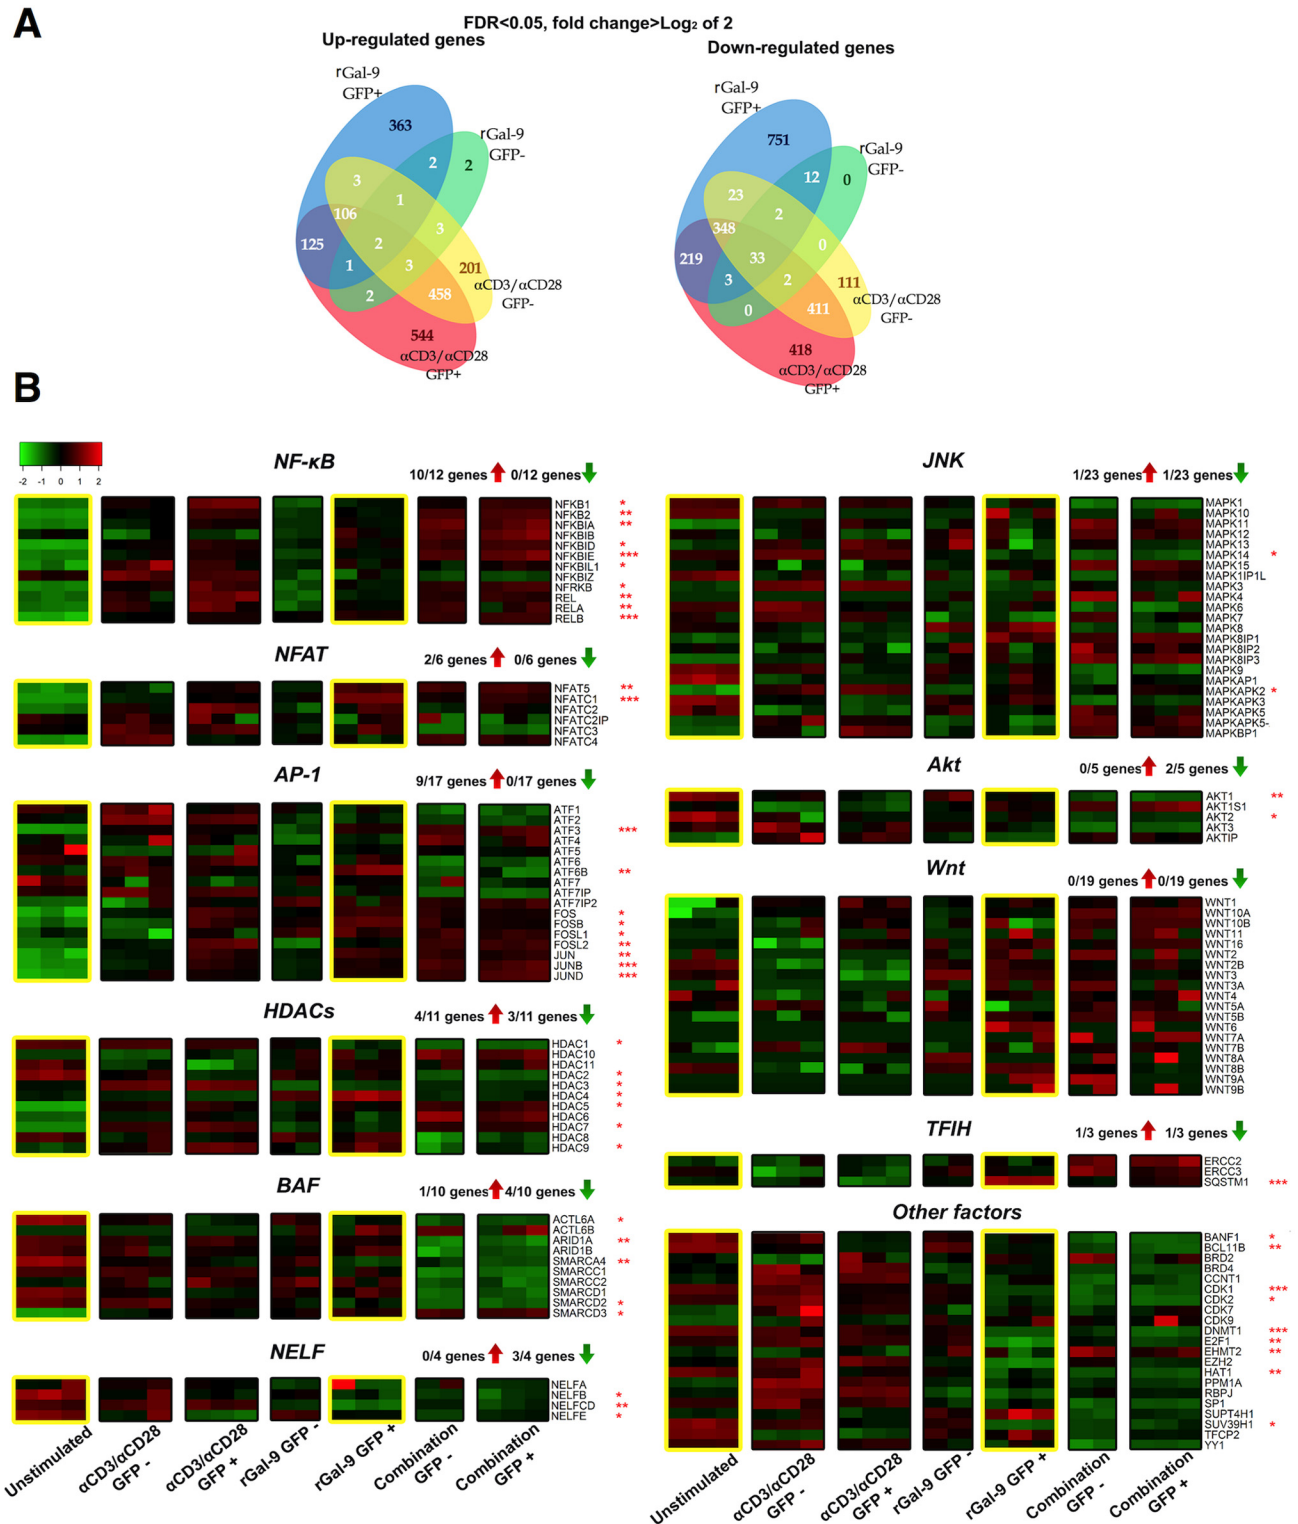 A
FDR<0.05, fold change>Log₂ of 2
Up-regulated genes
rGal-9
GFP+
363
rGal-9
GFP-
2
2
3
1
106
3
125
2
201
αCD3/αCD28
GFP-
1
3
2
458
544
αCD3/αCD28
GFP+
Down-regulated genes
rGal-9
GFP+
751
rGal-9
GFP-
12
0
23
2
348
0
219
33
111
αCD3/αCD28
GFP-
3
2
0
411
418
αCD3/αCD28
GFP+
B
-2 -1 0 1 2
NF-κB
10/12 genes 0/12 genes
NFKB1 *
NFKB2 **
NFKBIA **
NFKBIB
NFKBID *
NFKBIE ***
NFKBIL1 *
NFKBIZ
NFRKB *
REL **
RELA **
RELB ***
NFAT
2/6 genes 0/6 genes
NFAT5 **
NFATC1 ***
NFATC2
NFATC2IP
NFATC3
NFATC4
AP-1
9/17 genes 0/17 genes
ATF1
ATF2
ATF3 ***
ATF4
ATF5
ATF6
ATF6B **
ATF7
ATF7IP
ATF7IP2
FOS *
FOSB *
FOSL1 *
FOSL2 **
JUN **
JUNB ***
JUND ***
HDACs
4/11 genes 3/11 genes
HDAC1 *
HDAC10
HDAC11
HDAC2 *
HDAC3 *
HDAC4 *
HDAC5 *
HDAC6
HDAC7 *
HDAC8
HDAC9 *
BAF
1/10 genes 4/10 genes
ACTL6A *
ACTL6B
ARID1A **
ARID1B
SMARCA4 **
SMARCC1
SMARCC2
SMARCD1
SMARCD2 *
SMARCD3 *
NELF
0/4 genes 3/4 genes
NELFA
NELFB *
NELFCD **
NELFE *
Unstimulated
αCD3/αCD28
GFP -
αCD3/αCD28
GFP +
rGal-9 GFP -
rGal-9 GFP +
Combination
GFP -
Combination
GFP +
JNK
1/23 genes 1/23 genes
MAPK1
MAPK10
MAPK11
MAPK12
MAPK13
MAPK14 *
MAPK15
MAPK1IP1L
MAPK3
MAPK4
MAPK6
MAPK7
MAPK8
MAPK8IP1
MAPK8IP2
MAPK8IP3
MAPK9
MAPKAP1
MAPKAPK2 *
MAPKAPK3
MAPKAPK5
MAPKAPK5-
MAPKBP1
Akt
0/5 genes 2/5 genes
AKT1 **
AKT1S1
AKT2 *
AKT3
AKTIP
Wnt
0/19 genes 0/19 genes
WNT1
WNT10A
WNT10B
WNT11
WNT16
WNT2
WNT2B
WNT3
WNT3A
WNT4
WNT5A
WNT5B
WNT6
WNT7A
WNT7B
WNT8A
WNT8B
WNT9A
WNT9B
TFIH
1/3 genes 1/3 genes
ERCC2
ERCC3
SQSTM1 ***
Other factors
BANF1 *
BCL11B **
BRD2
BRD4
CCNT1
CDK1 ***
CDK2 *
CDK7
CDK9
DNMT1 ***
E2F1 **
EHMT2 **
EZH2
HAT1 **
PPM1A
RBPJ
SP1
SUPT4H1
SUV39H1 *
TFCP2
YY1
Unstimulated
αCD3/αCD28
GFP -
αCD3/αCD28
GFP +
rGal-9 GFP -
rGal-9 GFP +
Combination
GFP -
Combination
GFP +